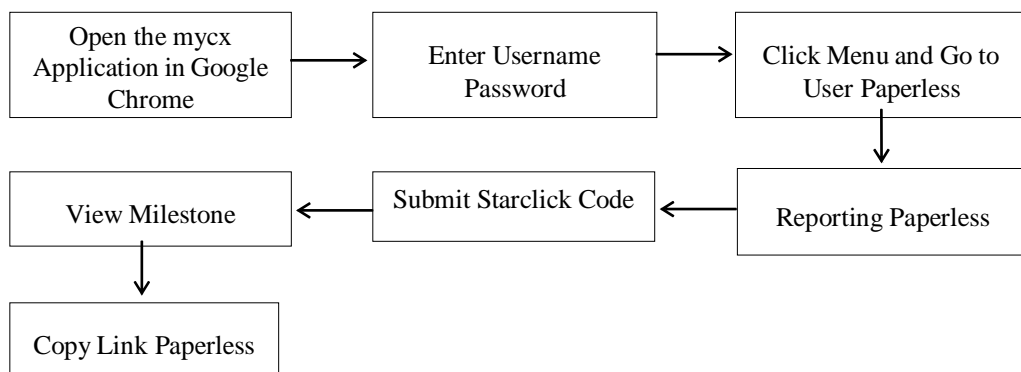 Open the mycx
Application in Google
Chrome
Enter Username
Password
Click Menu and Go to
User Paperless
Reporting Paperless
Submit Starclick Code
View Milestone
Copy Link Paperless